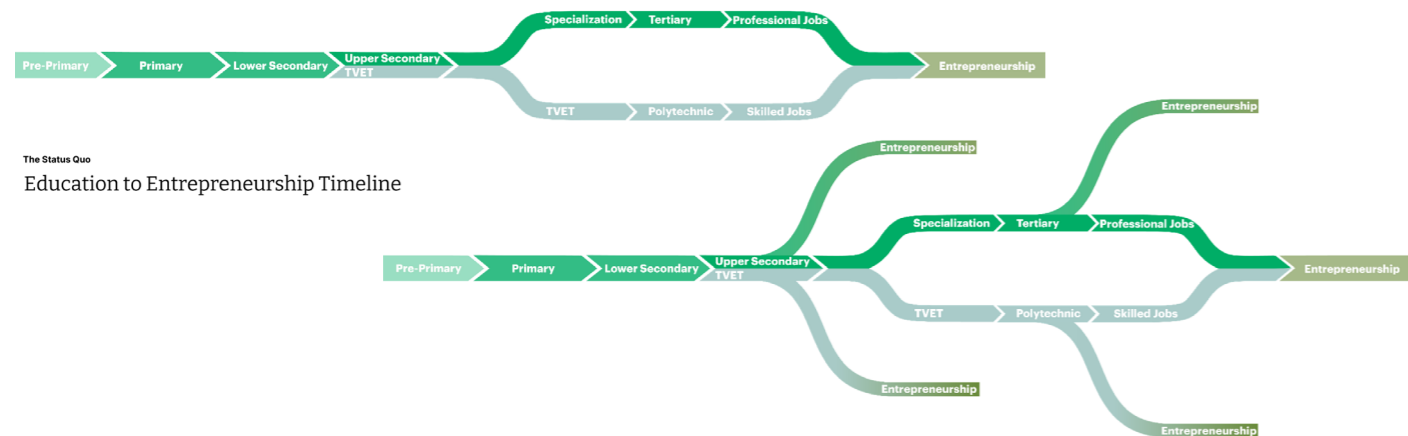 Specialization
Tertiary
Professional Jobs
Pre-Primary
Primary
Lower Secondary
Upper Secondary
TVET
Entrepreneurship
TVET
Polytechnic
Skilled Jobs
The Status Quo
Education to Entrepreneurship Timeline
Entrepreneurship
Entrepreneurship
Specialization
Tertiary
Professional Jobs
Pre-Primary
Primary
Lower Secondary
Upper Secondary
TVET
Entrepreneurship
TVET
Polytechnic
Skilled Jobs
Entrepreneurship
Entrepreneurship